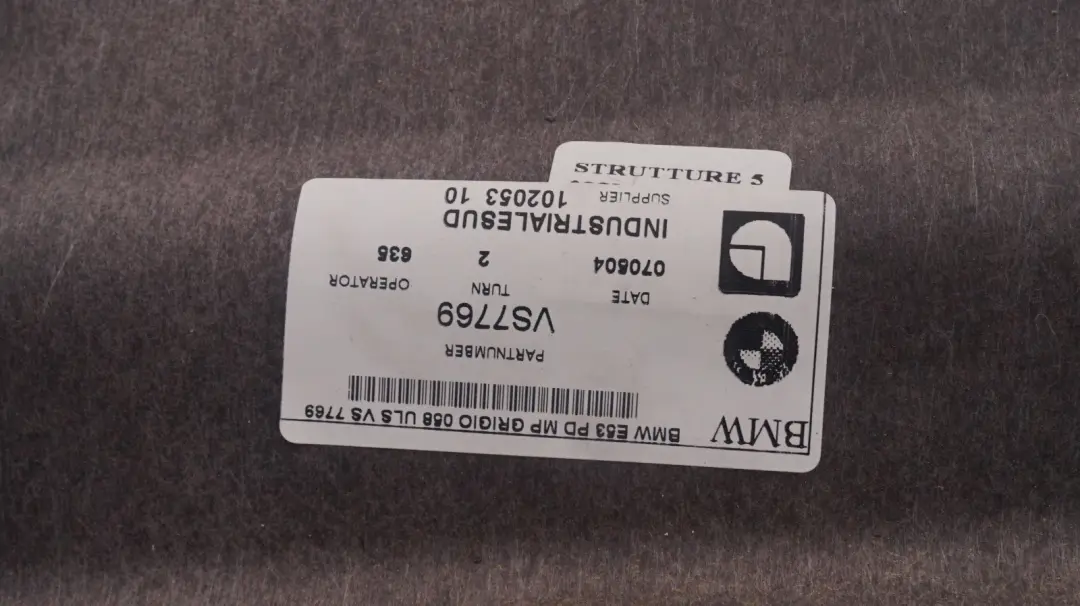 BMW
BMW E53 PD MP GRIGIO 058 ULS VS 7769
PARTNUMBER
VS7769
DATE TURN OPERATOR
070504 2 635
INDUSTRIALESUD
SUPPLIER 102053 10
STRUTTURE 5